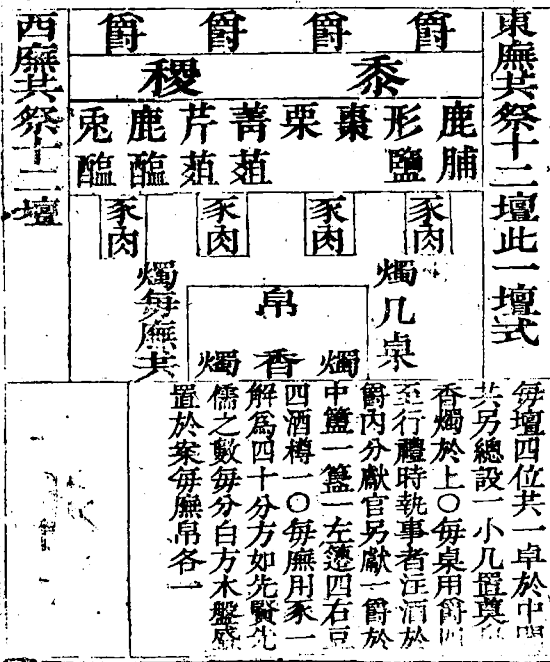 東廡共祭十二壇此一壇式
爵 爵 爵 爵
黍 稷
鹿脯 形鹽 棗 栗 菁菹 芹菹 鹿醢 兎醢
豕肉 豕肉 豕肉 豕肉
燭几桌
帛
燭 香 燭
燭每廡共
西廡共祭十二壇
每壇四位共一卓於中
共另總設一小几置奠
香燭於上〇每桌用爵四
至行禮時執事者注酒於
爵内分獻官另獻一爵於
中簠一簋一左籩四右豆
四酒樽一〇每廡用豕一
解爲四十分方如先賢先
儒之數每分白方木盤盛
置於案每廡帛各一